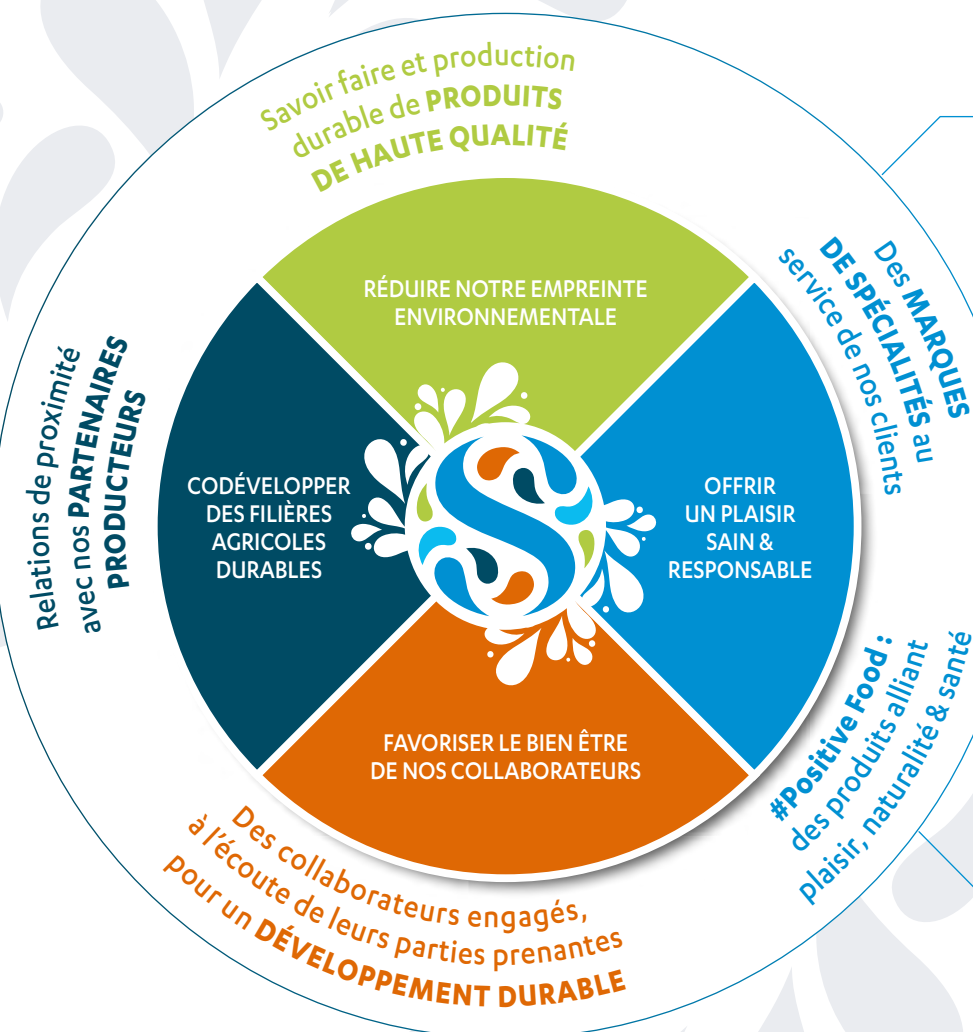 Savoir faire et production
durable de PRODUITS
DE HAUTE QUALITÉ
Des MARQUES
DE SPÉCIALITÉS au
service de nos clients
RÉDUIRE NOTRE EMPREINTE
ENVIRONNEMENTALE
Relations de proximité
avec nos PARTENAIRES
PRODUCTEURS
CODÉVELOPPER
DES FILIÈRES
AGRICOLES
DURABLES
OFFRIR
UN PLAISIR
SAIN &
RESPONSABLE
FAVORISER LE BIEN ÊTRE
DE NOS COLLABORATEURS
#Positive Food :
des produits alliant
plaisir, naturalité & santé
Des collaborateurs engagés,
à l'écoute de leurs parties prenantes
pour un DÉVELOPPEMENT DURABLE